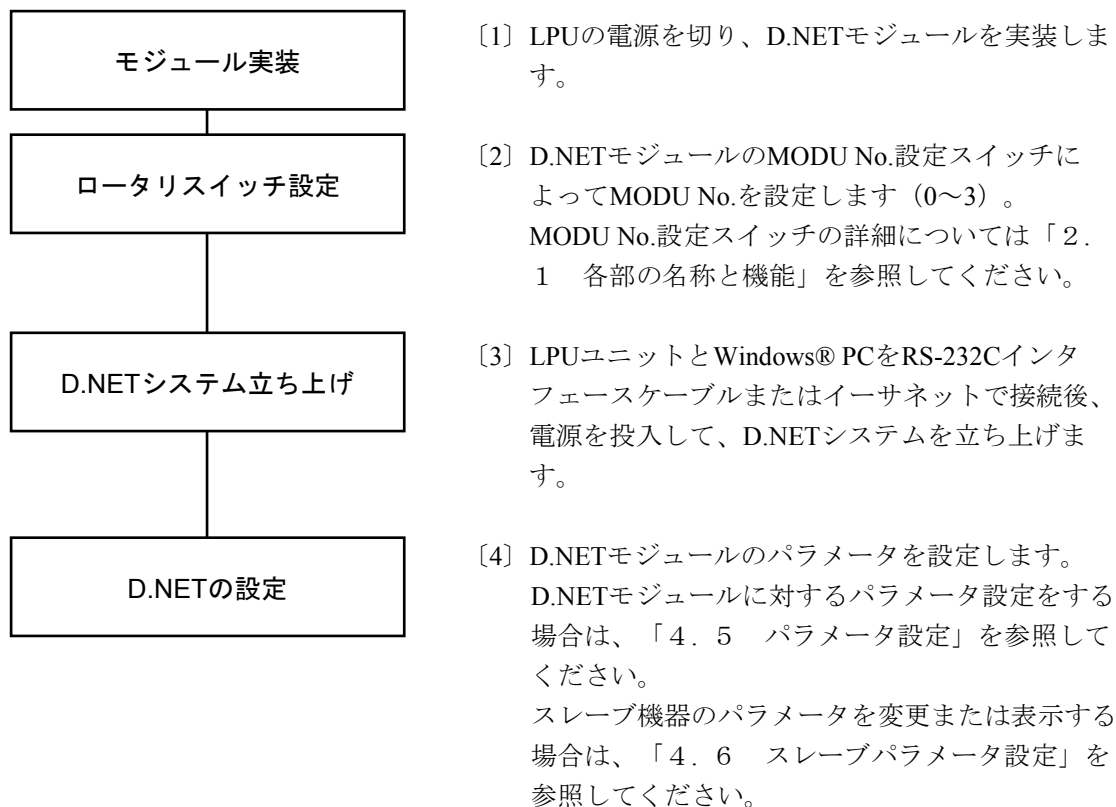 モジュール実装
〔1〕LPUの電源を切り、D.NETモジュールを実装しま
す。
ロータリスイッチ設定
〔2〕D.NETモジュールのMODU No.設定スイッチに
よってMODU No.を設定します（0～3）。
MODU No.設定スイッチの詳細については「２.
１　各部の名称と機能」を参照してください。
D.NETシステム立ち上げ
〔3〕LPUユニットとWindows® PCをRS-232Cインタ
フェースケーブルまたはイーサネットで接続後、
電源を投入して、D.NETシステムを立ち上げま
す。
D.NETの設定
〔4〕D.NETモジュールのパラメータを設定します。
D.NETモジュールに対するパラメータ設定をする
場合は、「４. ５　パラメータ設定」を参照して
ください。
スレーブ機器のパラメータを変更または表示する
場合は、「４. ６　スレーブパラメータ設定」を
参照してください。